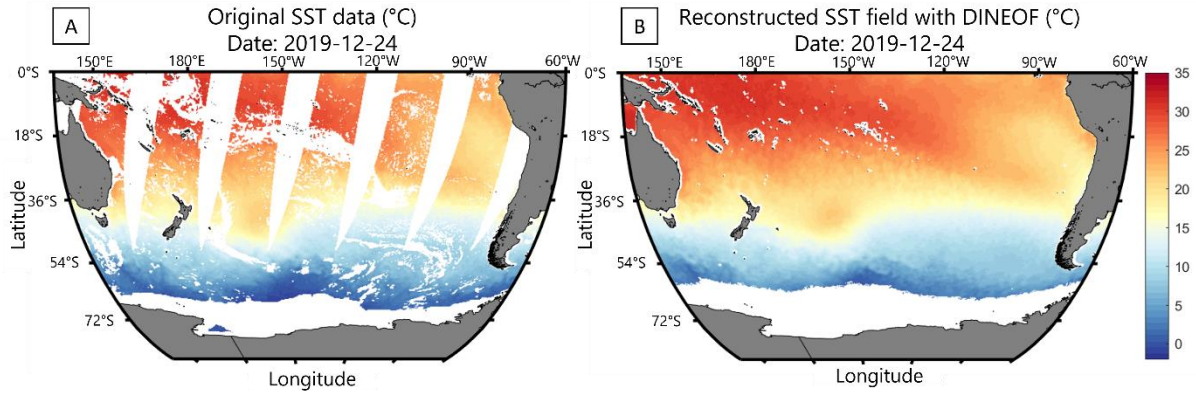 A
Original SST data (°C)
Date: 2019-12-24
150°E 180°E 150°W 120°W 90°W 60°W
0°S
18°S
36°S
54°S
72°S
Latitude
Longitude
B
Reconstructed SST field with DINEOF (°C)
Date: 2019-12-24
150°E 180°E 150°W 120°W 90°W 60°W
0°S
18°S
36°S
54°S
72°S
Latitude
Longitude
35
30
25
20
15
10
5
0